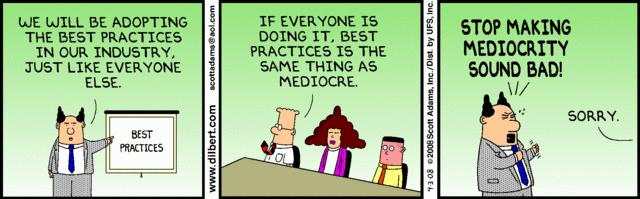 WE WILL BE ADOPTING
THE BEST PRACTICES
IN OUR INDUSTRY,
JUST LIKE EVERYONE
ELSE.
BEST
PRACTICES
www.dilbert.com
scottadams@aol.com
IF EVERYONE IS
DOING IT, BEST
PRACTICES IS THE
SAME THING AS
MEDIOCRE.
4-3-08 ©2008 Scott Adams, Inc./Dist. by UFS, Inc.
STOP MAKING
MEDIOCRITY
SOUND BAD!
SORRY.